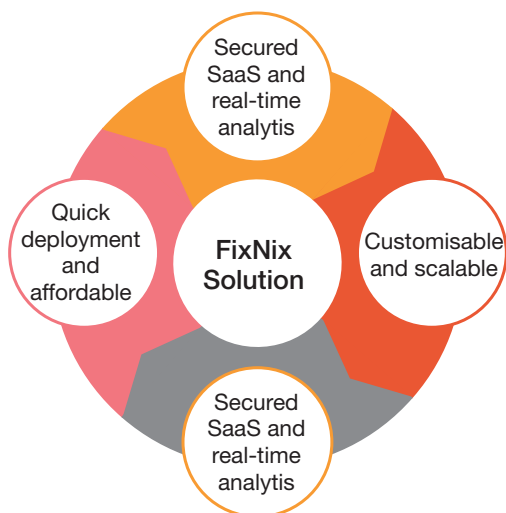 Secured
SaaS and
real-time
analytis
Quick
deployment
and
affordable
FixNix
Solution
Customisable
and scalable
Secured
SaaS and
real-time
analytis